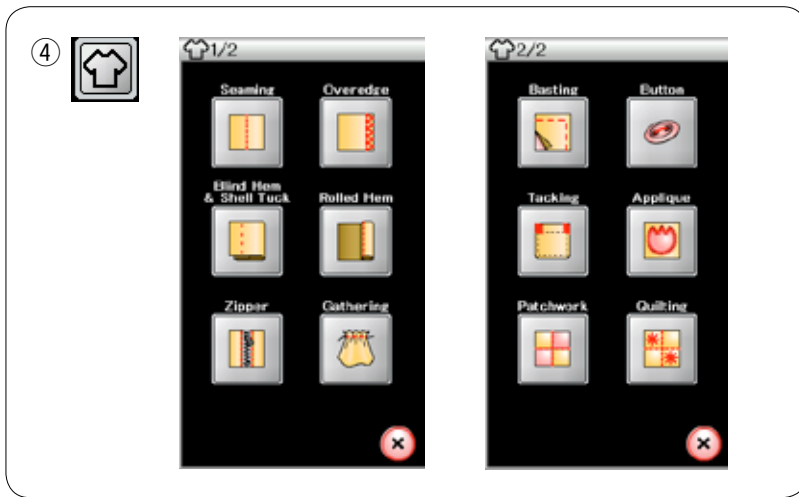 ④
1/2
Seaming Overedge
Blind Hem
& Shell Tuck Rolled Hem
Zipper Gathering
2/2
Basting Button
Tacking Applique
Patchwork Quilting